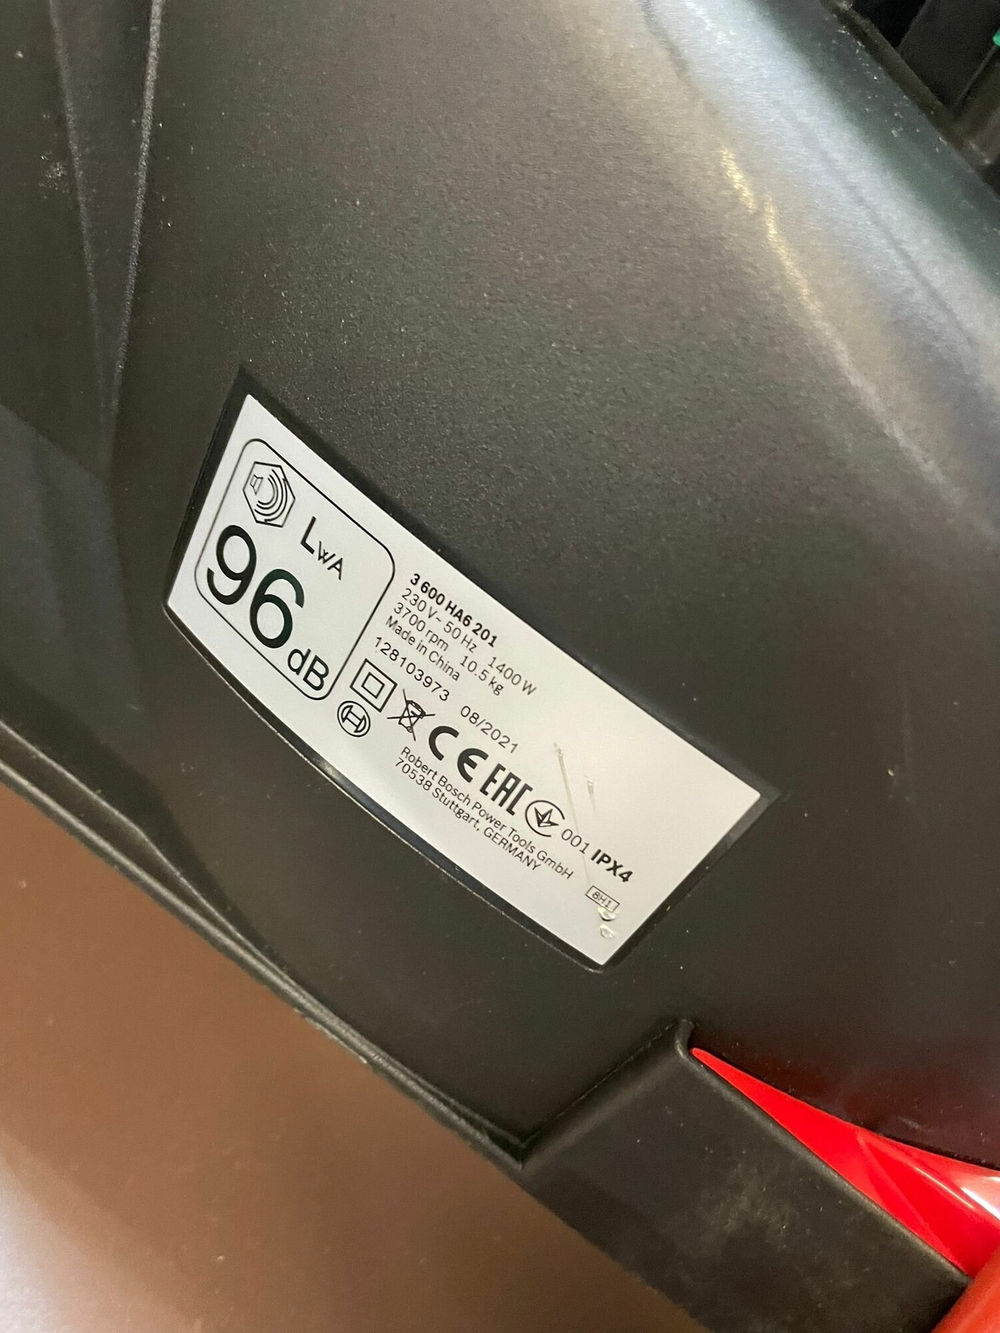 LWA
96 dB
3 600 HA6 201
230 V~ 50 Hz 1400 W
3700 rpm 10.5 kg
Made in China
128103973 08/2021
CE EAC 001 IPX4
Robert Bosch Power Tools GmbH
70538 Stuttgart, GERMANY
8H1